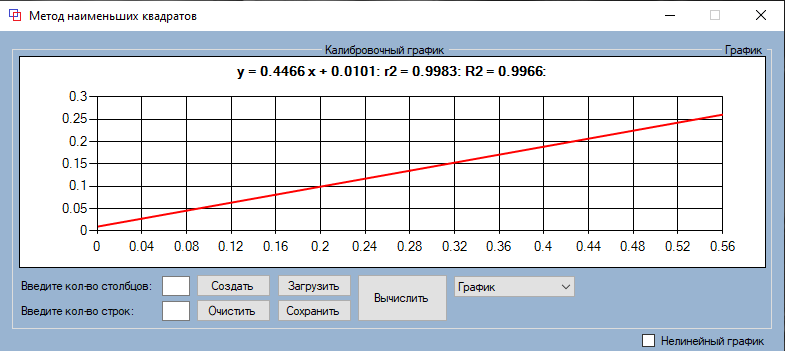 Метод наименьших квадратов
Калибровочный график
График
y = 0.4466 x + 0.0101: r2 = 0.9983: R2 = 0.9966:
0.3
0.25
0.2
0.15
0.1
0.05
0
0 0.04 0.08 0.12 0.16 0.2 0.24 0.28 0.32 0.36 0.4 0.44 0.48 0.52 0.56
Введите кол-во столбцов: Создать Загрузить Вычислить График
Введите кол-во строк: Очистить Сохранить
Нелинейный график